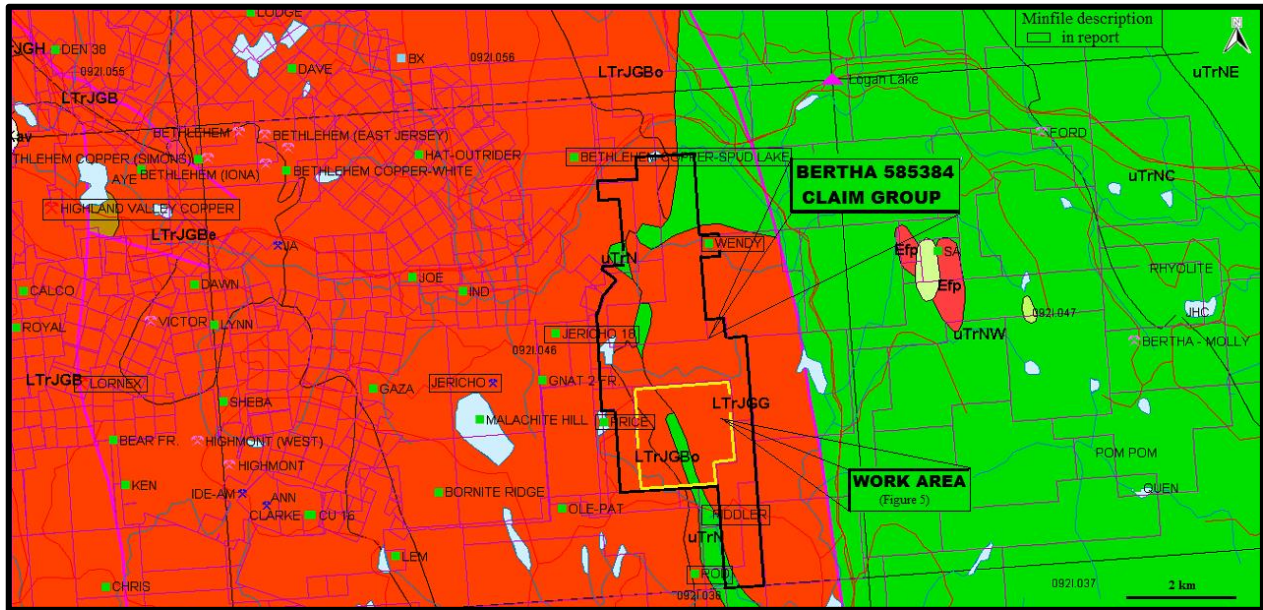 LODGE
Minfile description
in report
rJGH
DEN 38
BX
092I.056
DAVE
092I.055
LTrJGBo
uTrNE
Logan Lake
LTrJGB
BETHLEHEM
BETHLEHEM (EAST JERSEY)
FORD
av
HAT-OUTRIDER
THLEHEM COPPER (SIMONS)
BETHLEHEM COPPER-SPUD LAKE
BETHLEHEM (IONA)
BETHLEHEM COPPER-WHITE
AYE
BERTHA 585384
CLAIM GROUP
uTrNC
HIGHLAND VALLEY COPPER
LTrJGBe
JA
WENDY
Efp
SA
uTrN
RHYOLITE
JOE
DAWN
IND
CALCO
Efp
092I.047
JHC
VICTOR
LYNN
ROYAL
JERICHO 1B
uTrNW
BERTHA - MOLLY
092I.046
LTrJGB
LORNEX
JERICHO
GNAT 2 FR.
GAZA
SHEBA
LTrJGG
MALACHITE HILL
PRICE
BEAR FR.
HIGHMONT (WEST)
LTrJGBo
POM POM
HIGHMONT
WORK AREA
(Figure 5)
KEN
IDE-AM
BORNITE RIDGE
QUEN
ANN
CLARKE
CU 16
OLE-PAT
RIDDLER
uTrN
LEM
ROD
CHRIS
092I.037
2 km
092I.036